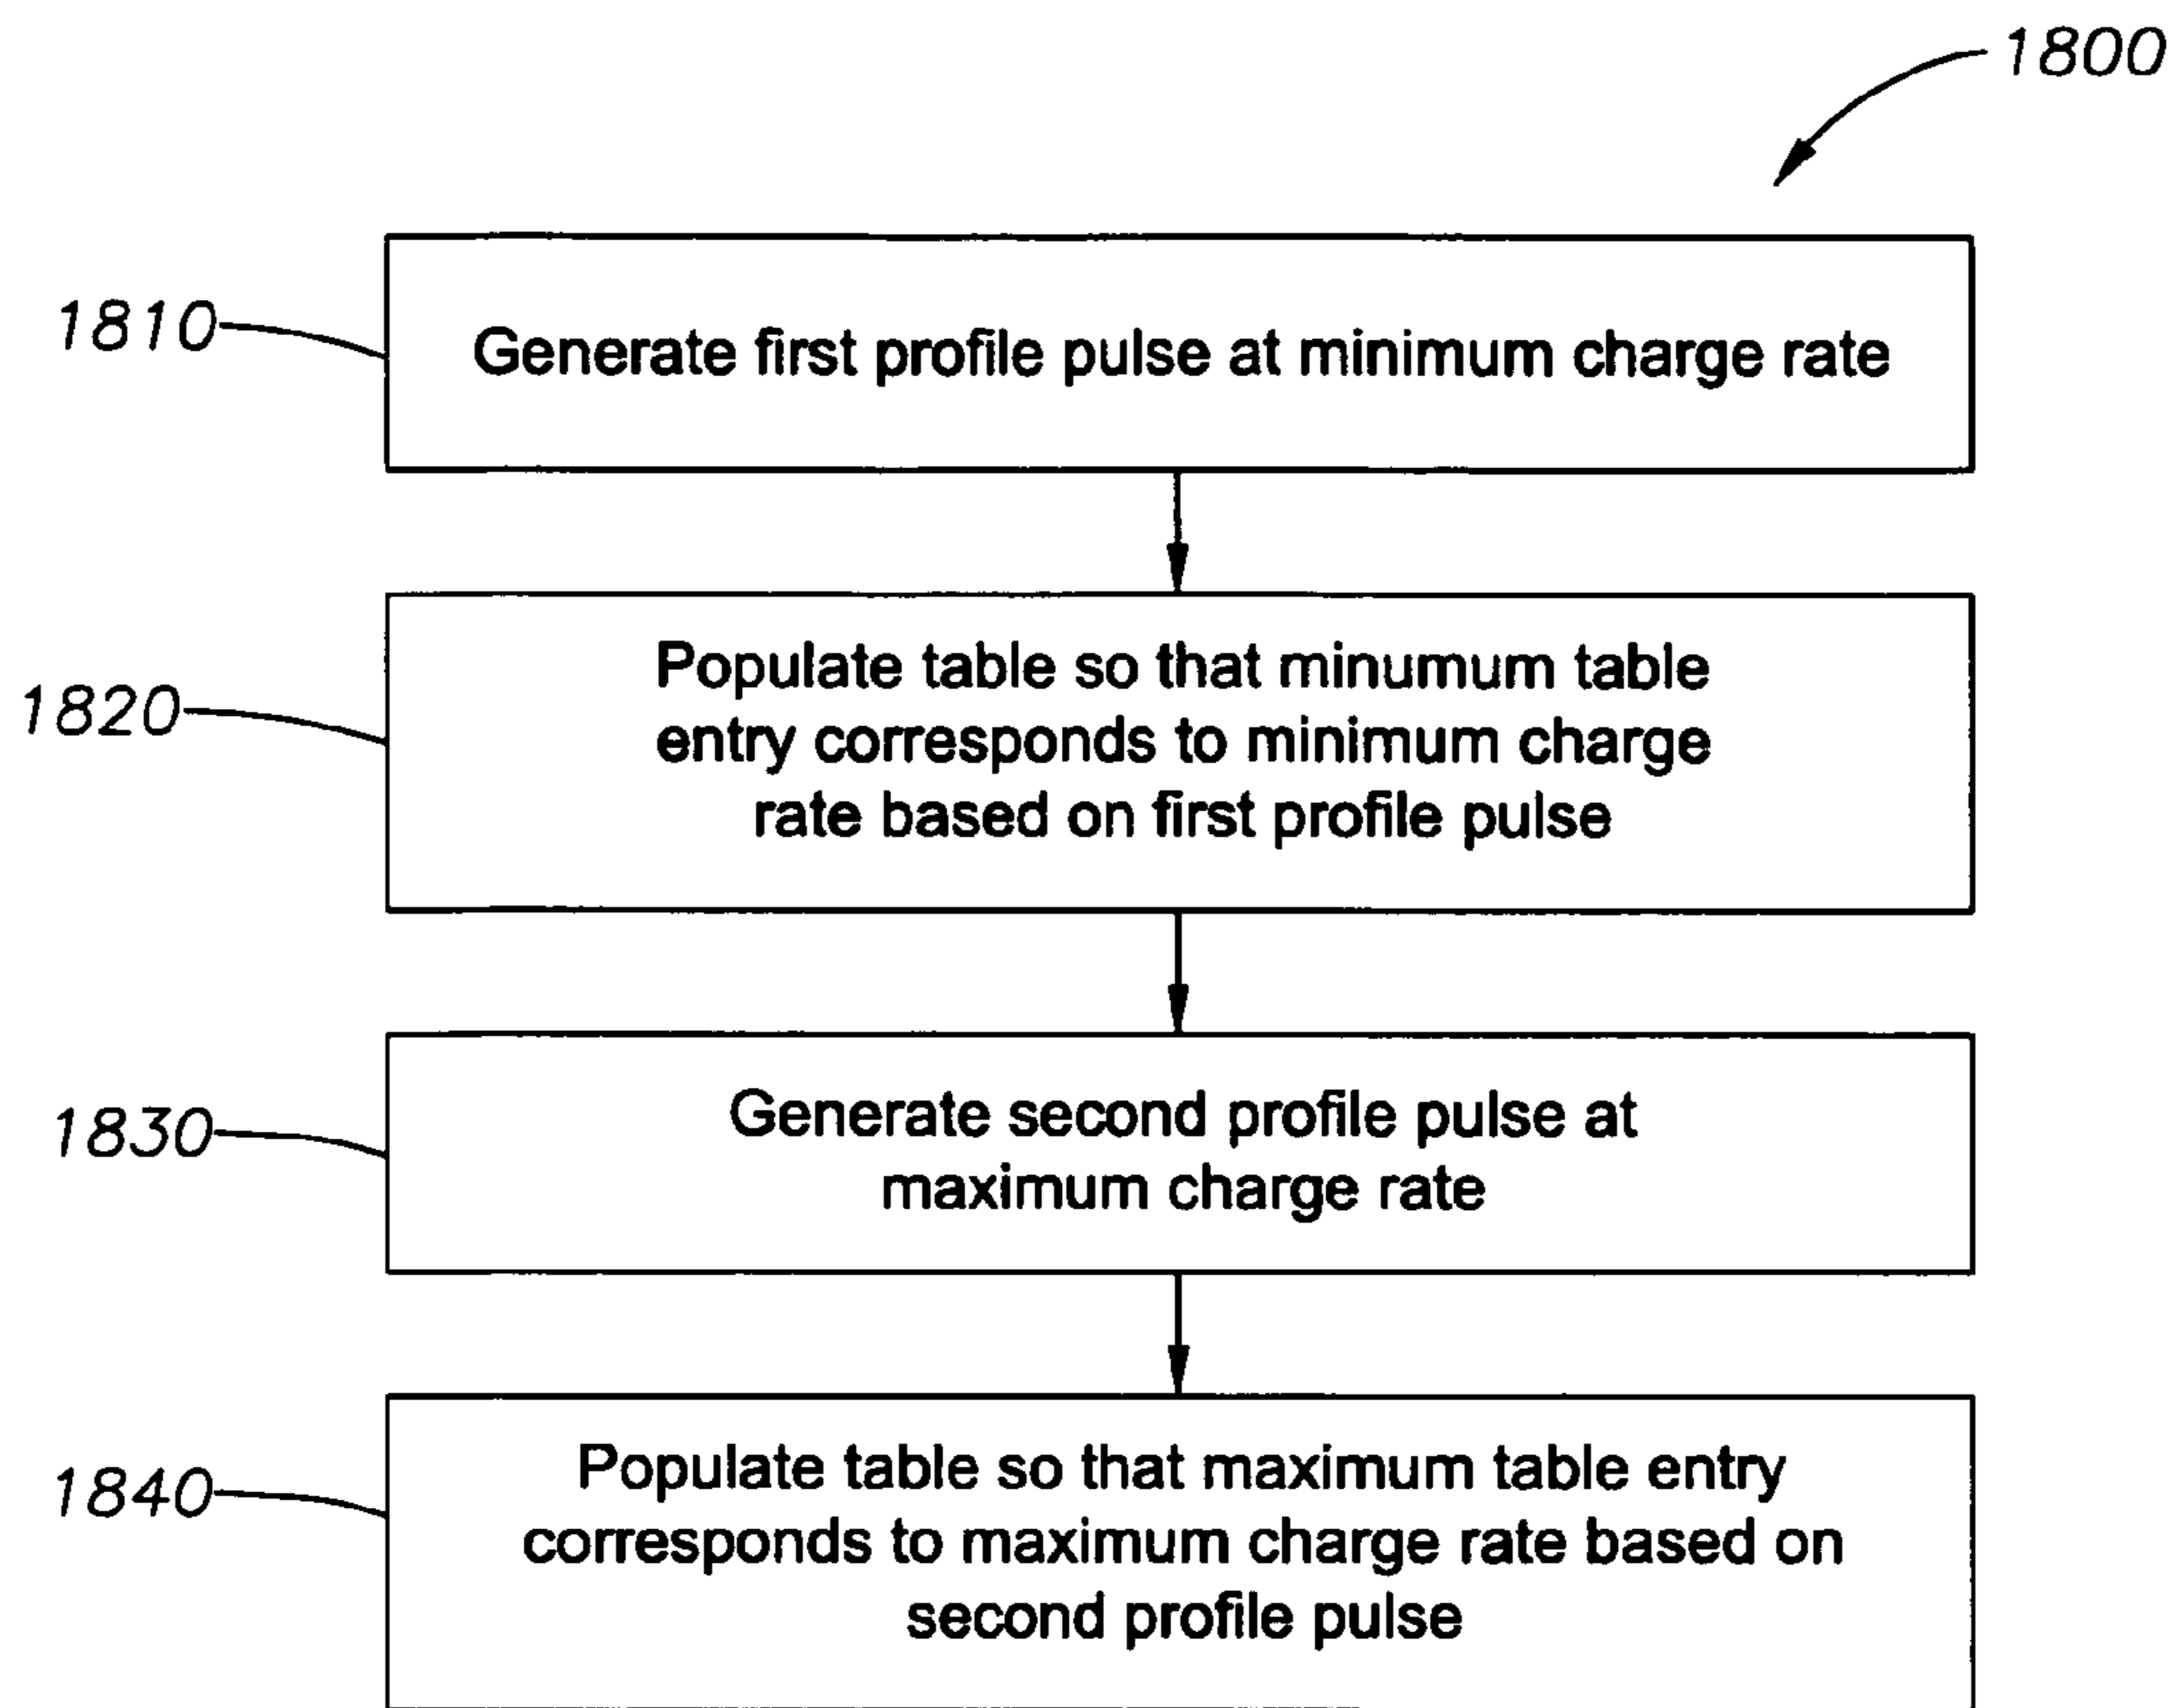 1800
1810
Generate first profile pulse at minimum charge rate
1820
Populate table so that minumum table
entry corresponds to minimum charge
rate based on first profile pulse
1830
Generate second profile pulse at
maximum charge rate
1840
Populate table so that maximum table entry
corresponds to maximum charge rate based on
second profile pulse